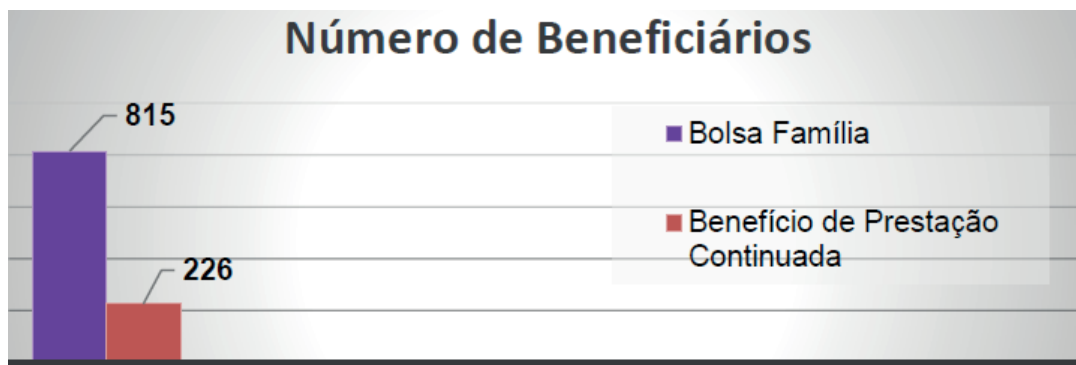 Número de Beneficiários
815
226
Bolsa Família
Benefício de Prestação
Continuada